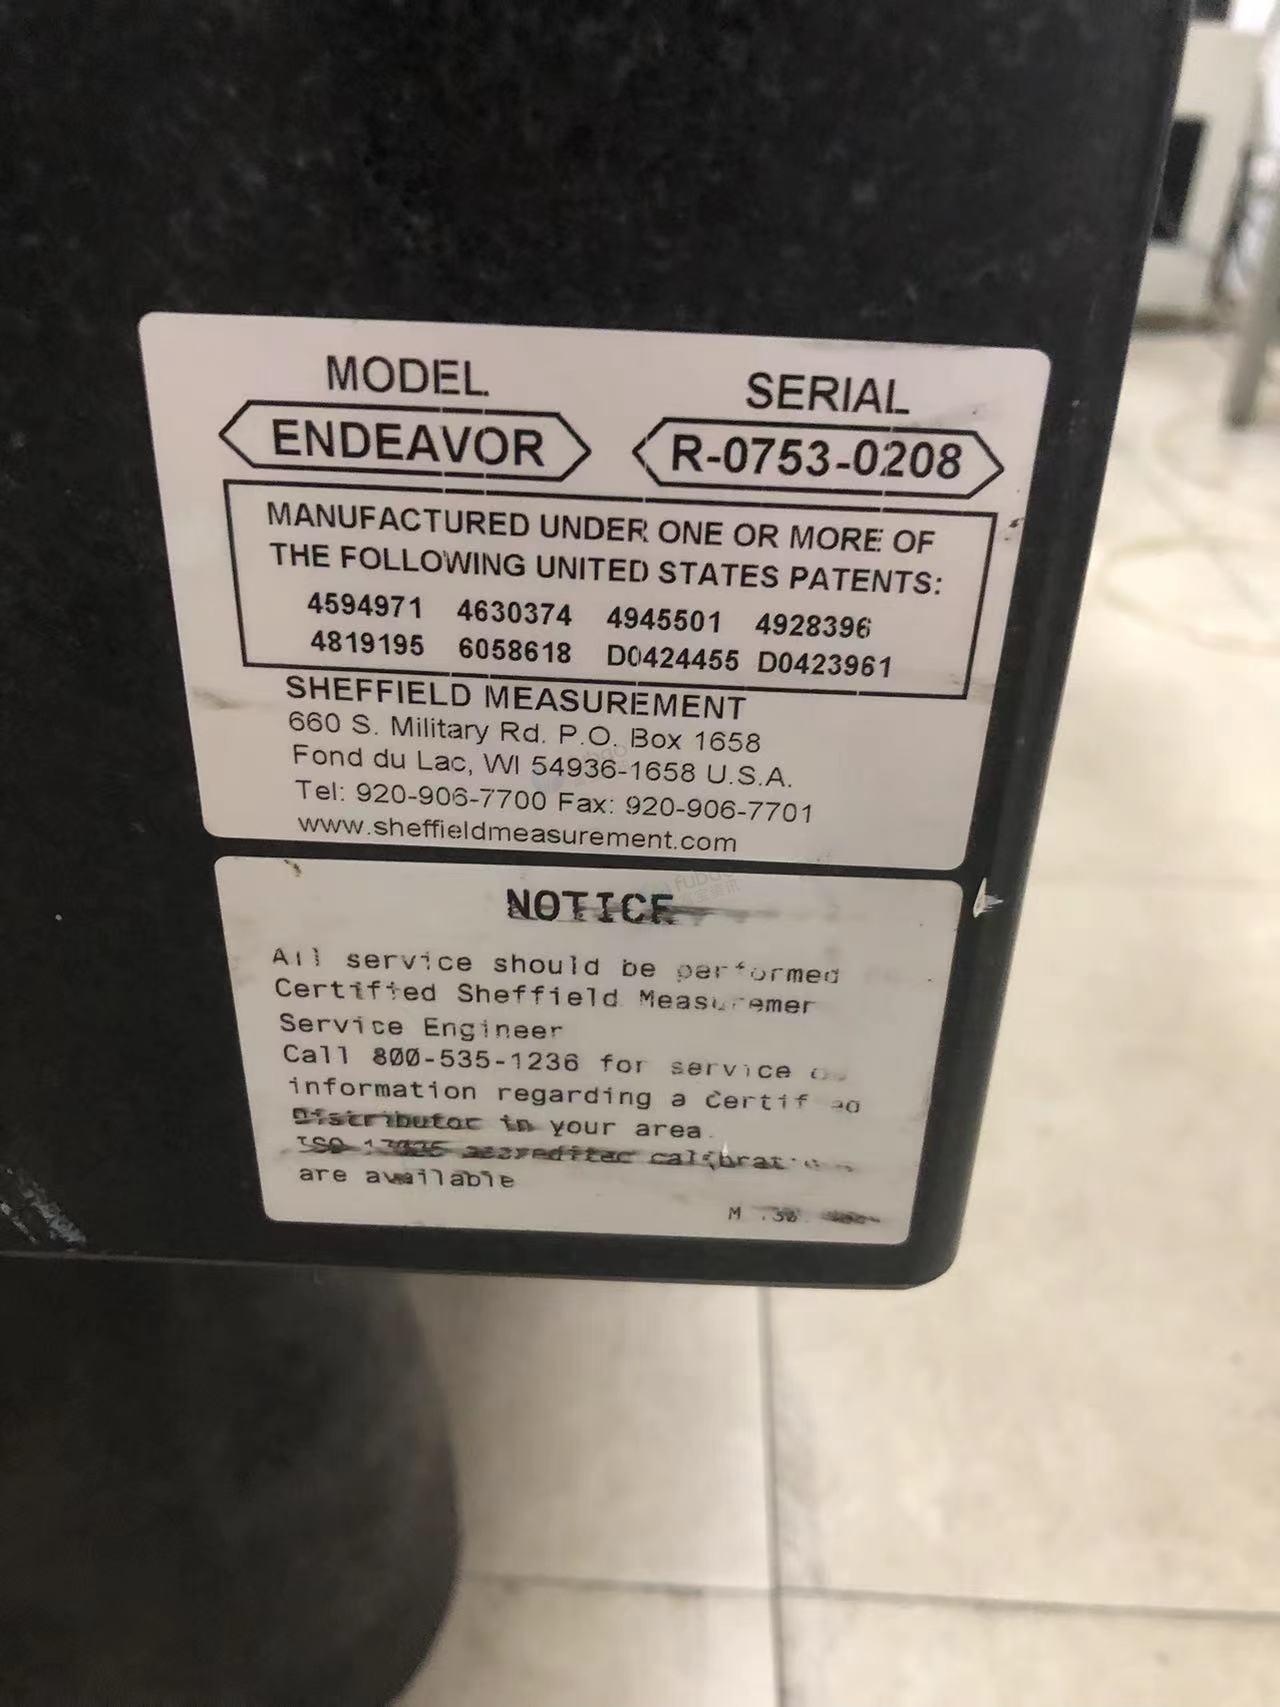 MODEL SERIAL
ENDEAVOR R-0753-0208
MANUFACTURED UNDER ONE OR MORE OF
THE FOLLOWING UNITED STATES PATENTS:
4594971 4630374 4945501 4928396
4819195 6058618 D0424455 D0423961
SHEFFIELD MEASUREMENT
660 S. Military Rd. P.O. Box 1658
Fond du Lac, WI 54936-1658 U.S.A.
Tel: 920-906-7700 Fax: 920-906-7701
www.sheffieldmeasurement.com
NOTICE
All service should be performed
Certified Sheffield
Service Engineer
Call 800-535-1236 for service
information regarding a
Distributor in your area.
are available